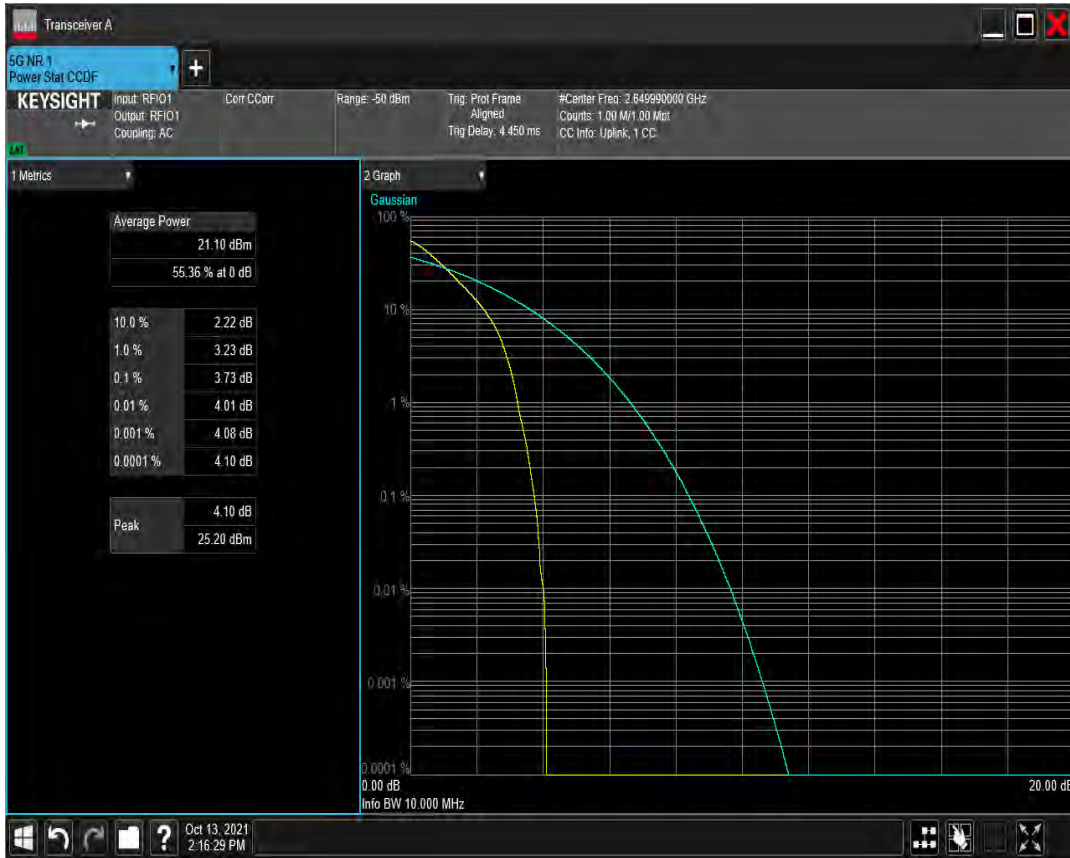 Transceiver A
5G NR 1
Power Stat CCDF
+
KEYSIGHT
Input: RFIO1
Output: RFIO1
Coupling: AC
Corr CCorr
Range: -50 dBm
Trig: Prot Frame
Aligned
Trig Delay: 4.450 ms
#Center Freq: 2.649990000 GHz
Counts: 1.00 M/1.00 Mpt
CC Info: Uplink, 1 CC
1 Metrics
Average Power
21.10 dBm
55.36 % at 0 dB
10.0 % 2.22 dB
1.0 % 3.23 dB
0.1 % 3.73 dB
0.01 % 4.01 dB
0.001 % 4.08 dB
0.0001 % 4.10 dB
Peak
4.10 dB
25.20 dBm
2 Graph
Gaussian
100 %
10 %
1 %
0.1 %
0.01 %
0.001 %
0.0001 %
0.00 dB
20.00 dB
Info BW 10.000 MHz
?
Oct 13, 2021
2:16:29 PM